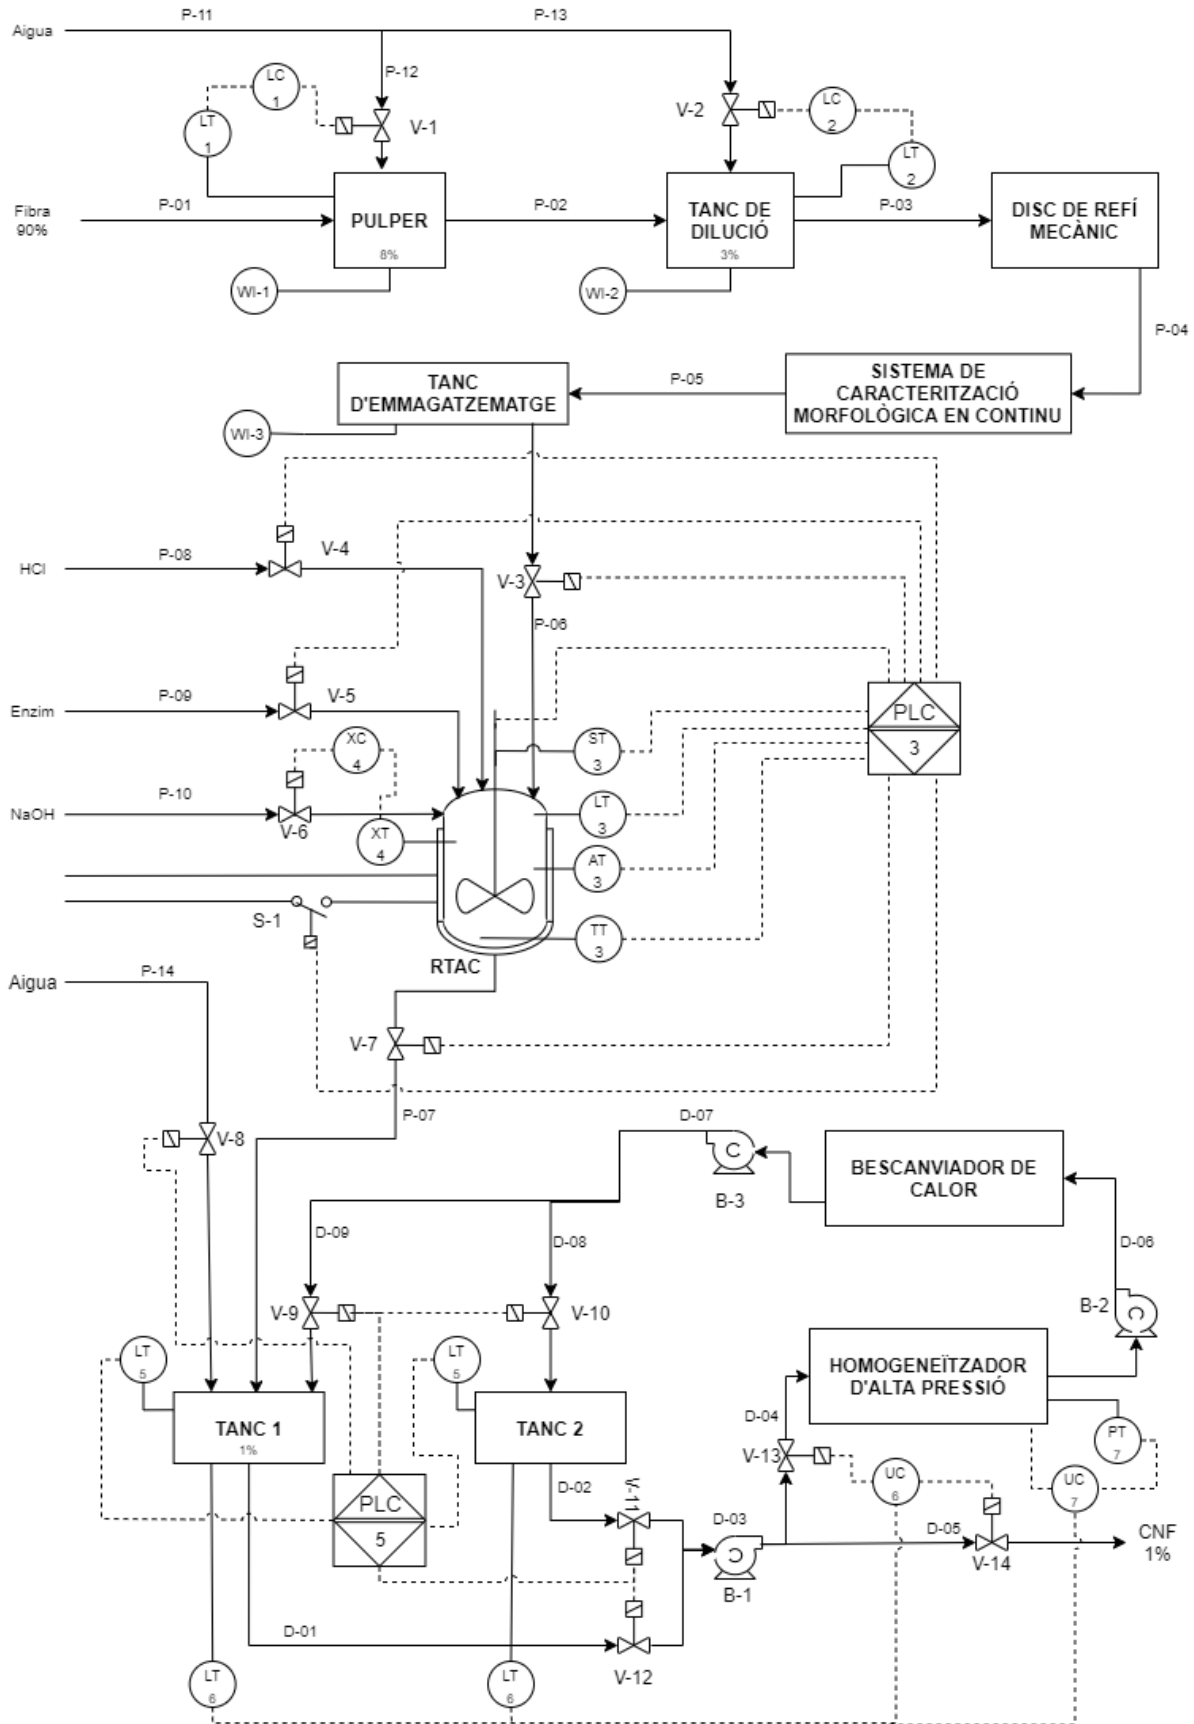 P-11
P-13
Aigua
P-12
LC
1
V-1
LT
1
V-2
LC
2
LT
2
P-01
Fibra
90%
PULPER
8%
P-02
TANC DE
DILUCIÓ
3%
P-03
DISC DE REFÍ
MECÀNIC
WI-1
WI-2
P-04
TANC
D'EMMAGATZEMATGE
P-05
SISTEMA DE
CARACTERITZACIÓ
MORFOLÒGICA EN CONTINU
WI-3
P-08
V-4
HCl
V-3
P-06
P-09
V-5
Enzim
PLC
3
XC
4
ST
3
P-10
NaOH
V-6
XT
4
LT
3
AT
3
S-1
TT
3
RTAC
P-14
Aigua
V-7
P-07
V-8
D-07
C
B-3
BESCANVIADOR DE
CALOR
D-09
D-08
D-06
V-9
V-10
B-2
C
LT
5
LT
5
HOMOGENEÏTZADOR
D'ALTA PRESSIÓ
TANC 1
1%
TANC 2
D-04
PT
7
V-13
UC
6
UC
7
PLC
5
D-02
V-11
D-03
C
B-1
D-05
V-14
CNF
1%
D-01
V-12
LT
6
LT
6